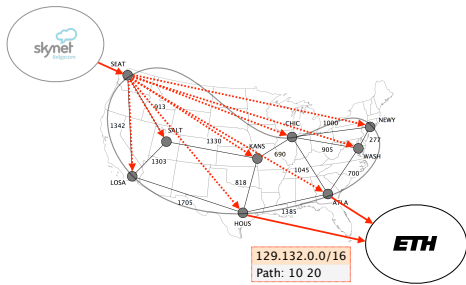 skynet
SEAT
913
1342
SALT
1330
1303
LOSA
KANS
690
CHIC
1000
NEWY
277
905
WASH
700
1045
818
1705
HOUS
1385
ATLA
ETH
129.132.0.0/16
Path: 10 20